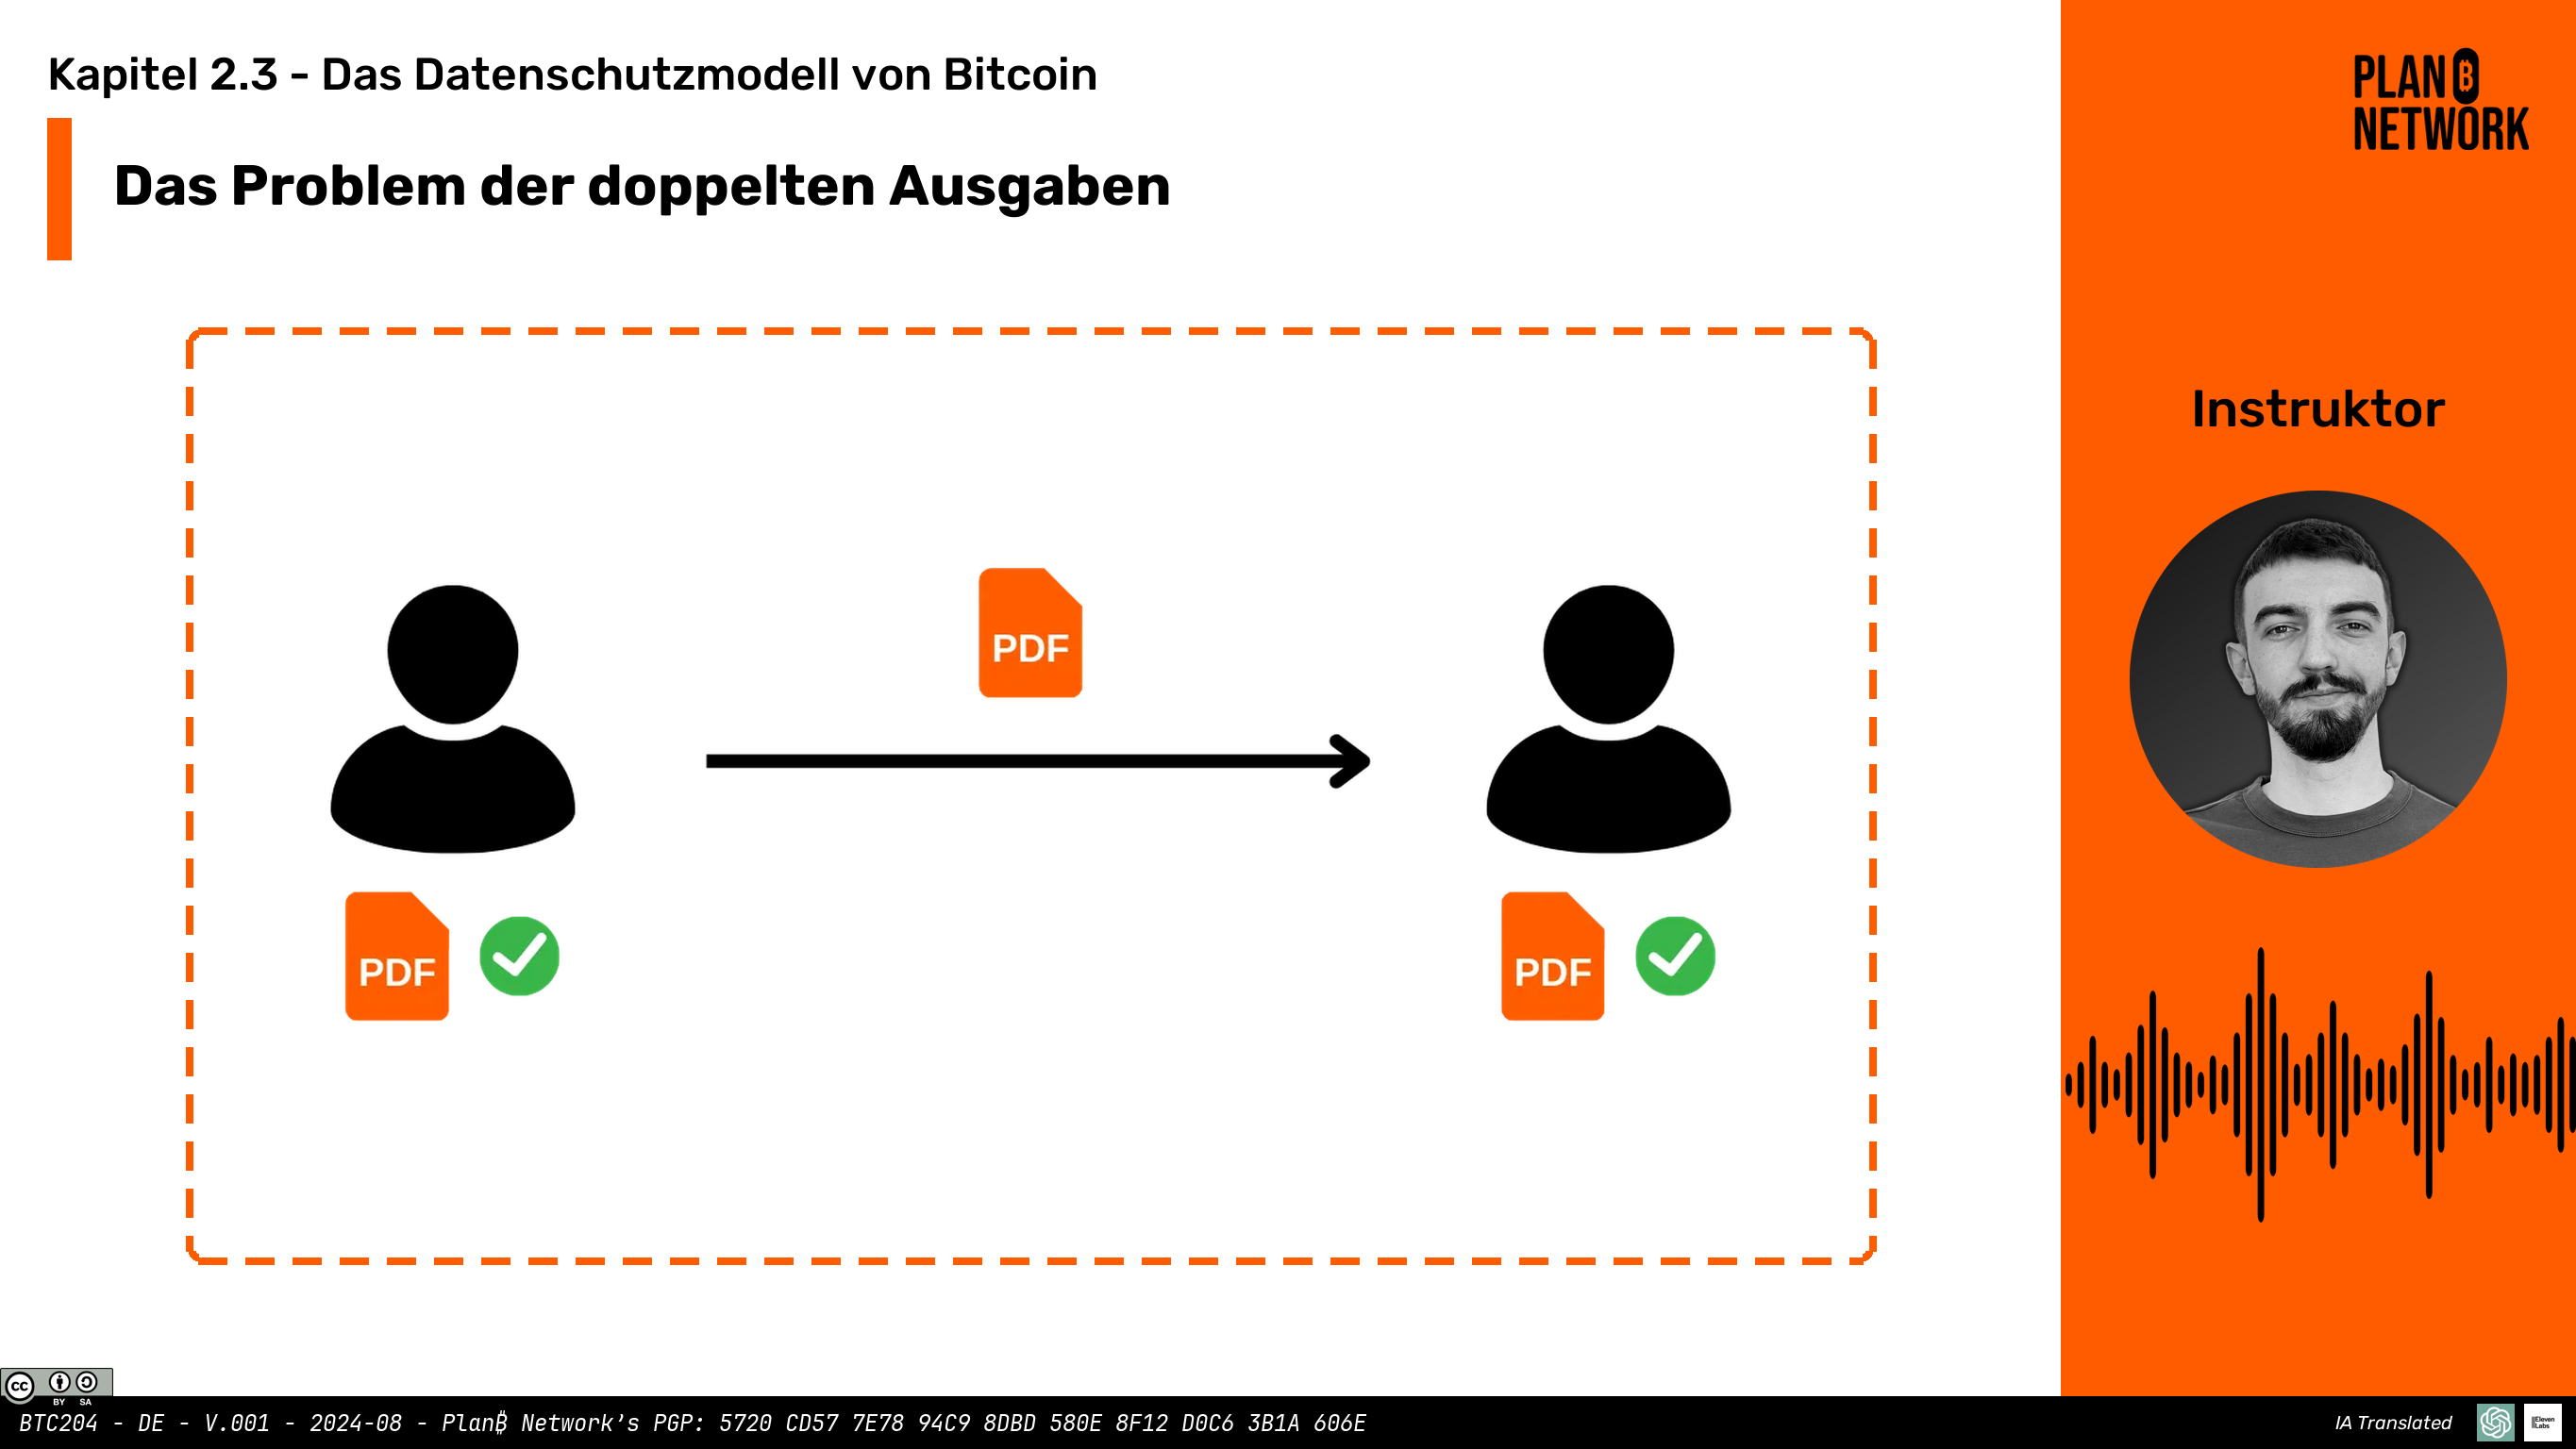 Kapitel 2.3 - Das Datenschutzmodell von Bitcoin
Das Problem der doppelten Ausgaben
PLAN ₿
NETWORK
Instruktor
PDF
PDF
PDF
cc
BY SA
BTC204 - DE - V.001 - 2024-08 - Plan₿ Network's PGP: 5720 CD57 7E78 94C9 8DBD 580E 8F12 D0C6 3B1A 606E
IA Translated
IIEleven
Labs